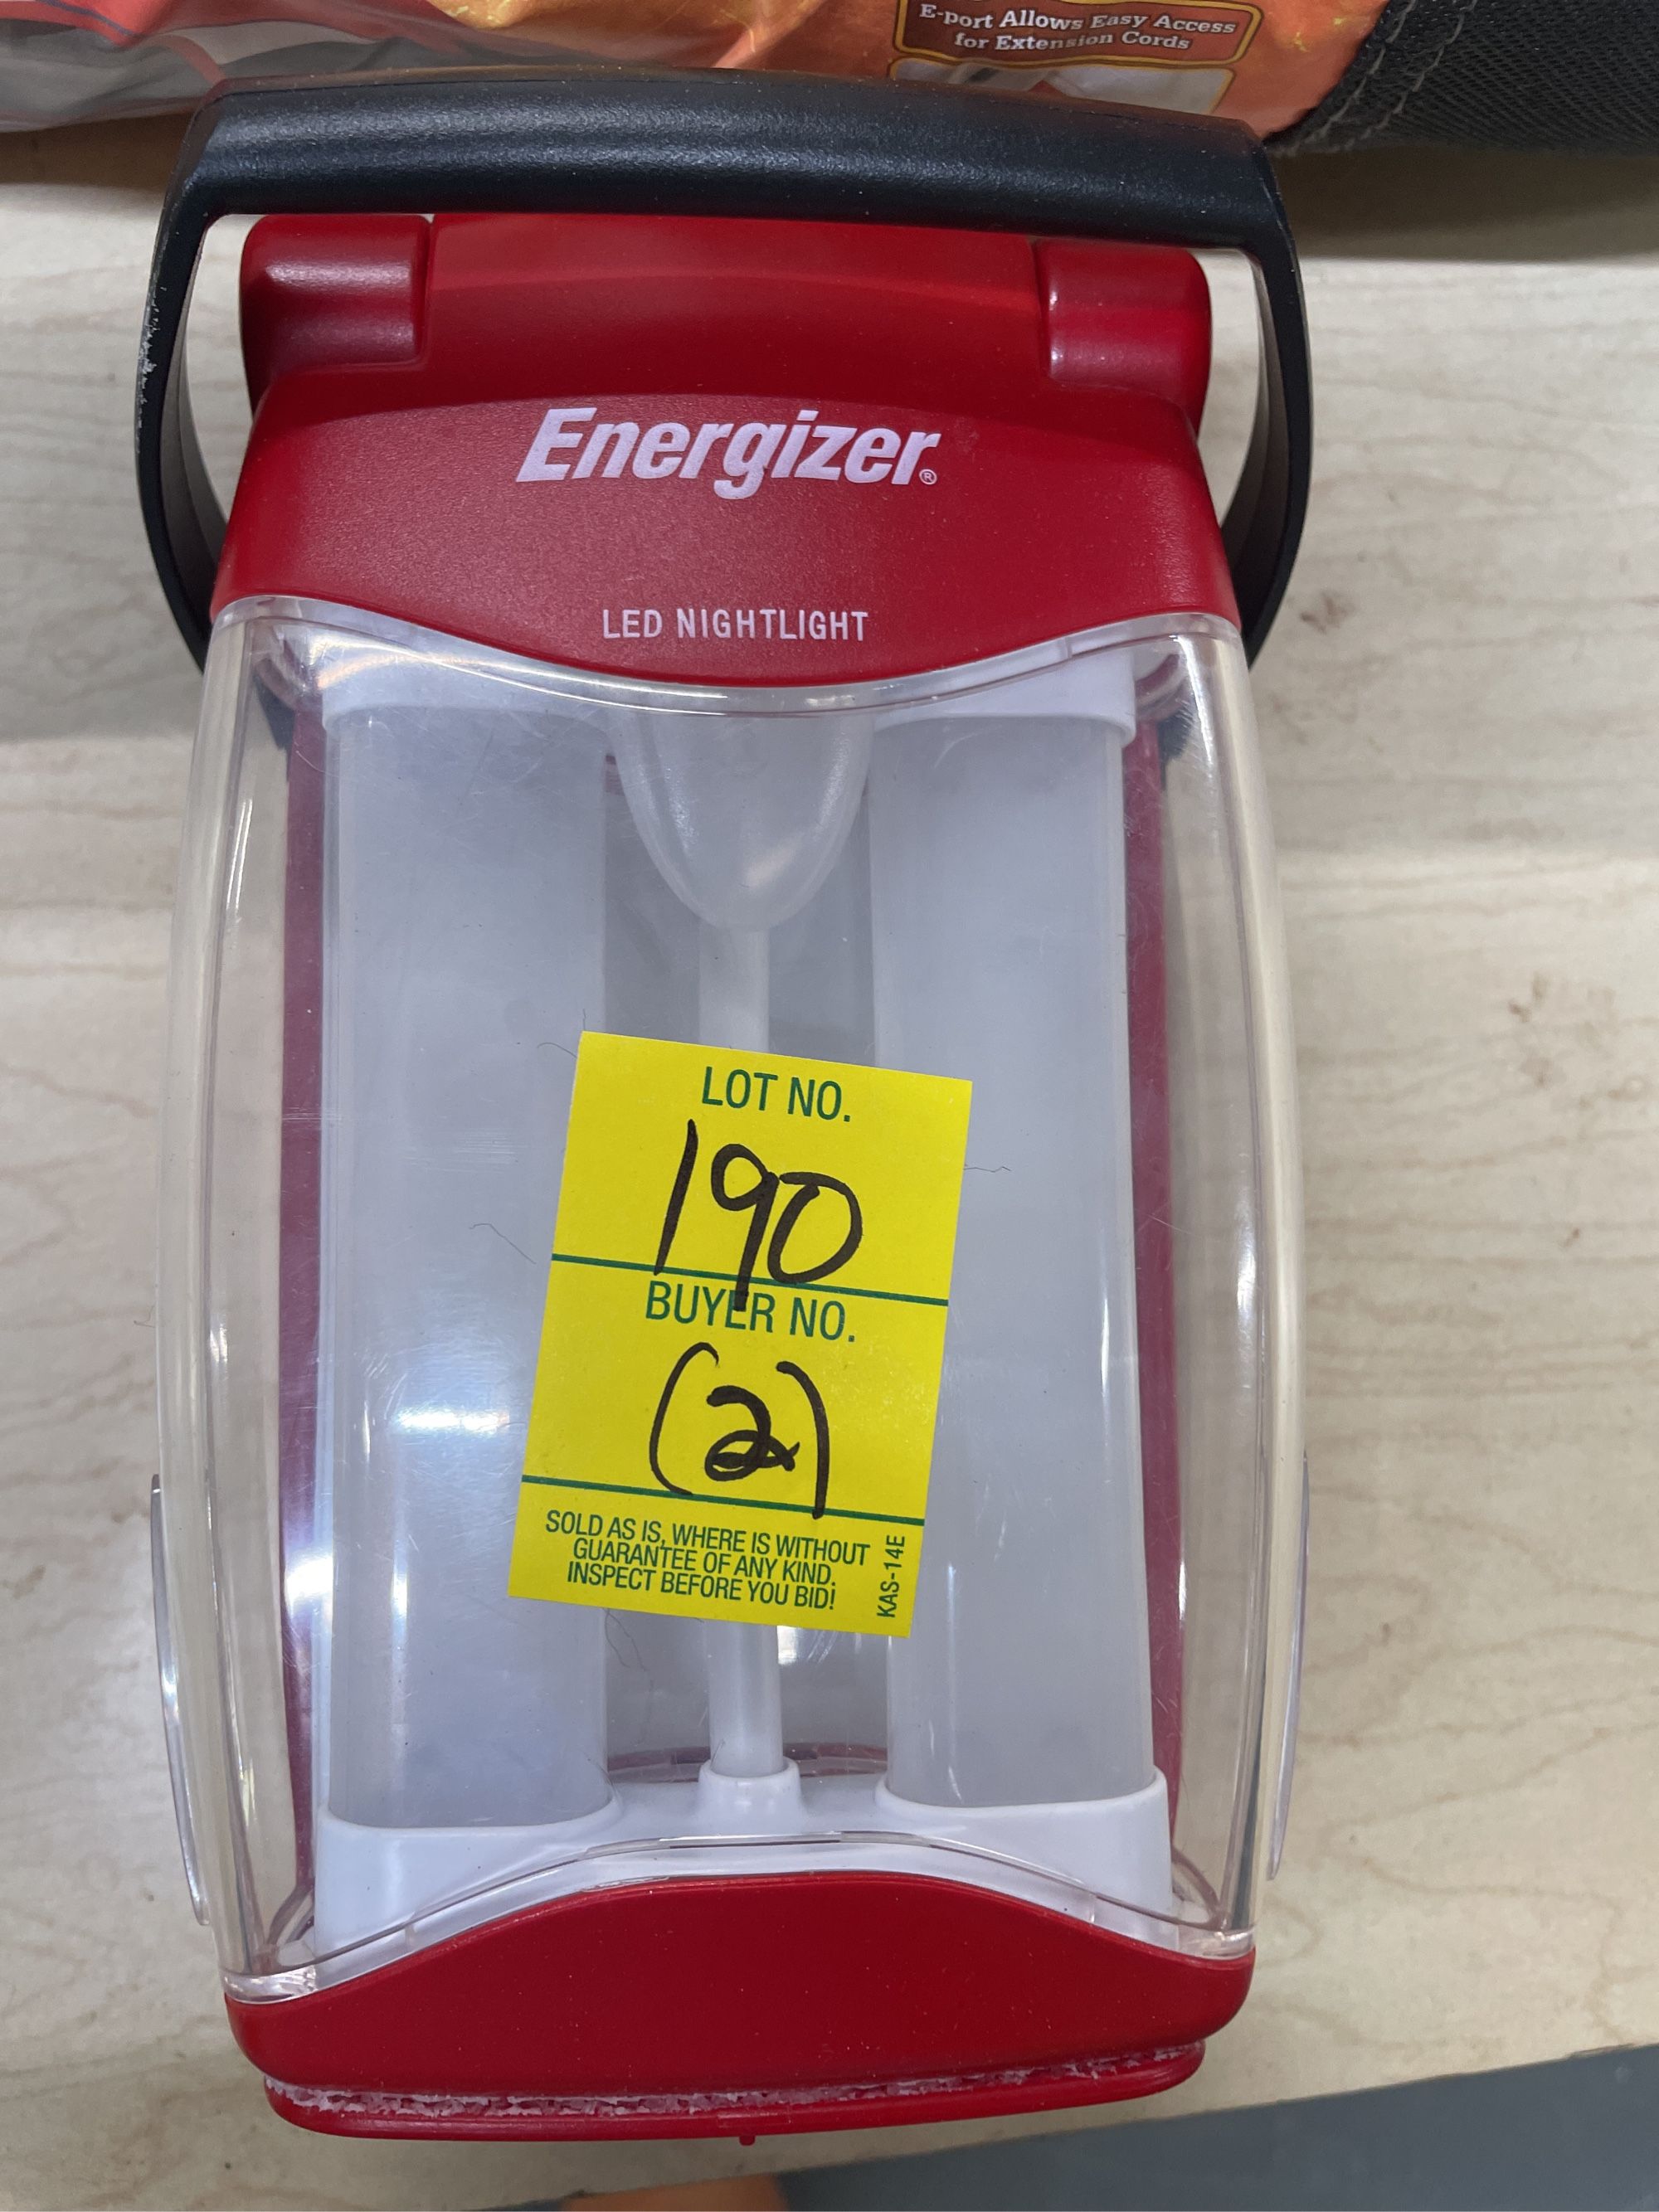 E-port Allows Easy Access
for Extension Cords
Energizer®
LED NIGHTLIGHT
LOT NO.
190
BUYER NO.
(2)
SOLD AS IS, WHERE IS WITHOUT
GUARANTEE OF ANY KIND.
INSPECT BEFORE YOU BID!
KAS-14E